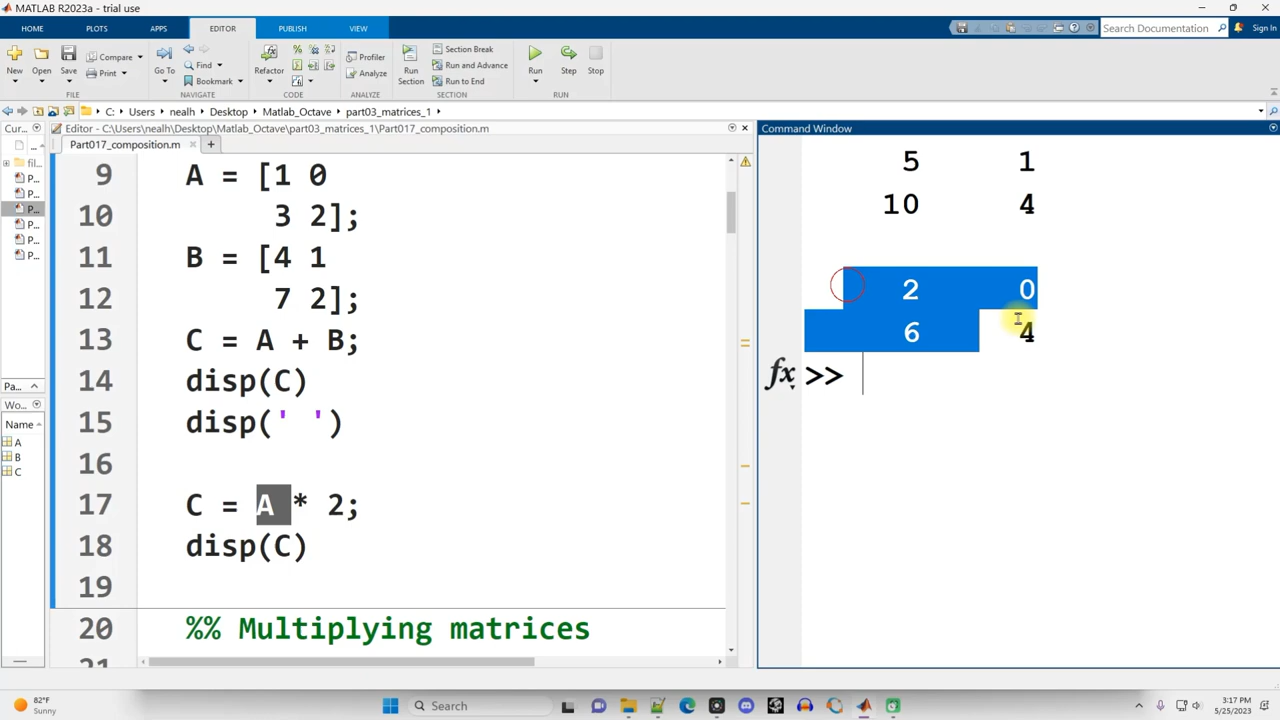 MATLAB R2023a - trial use
HOME PLOTS APPS EDITOR PUBLISH VIEW Search Documentation Sign In
New Open Save Compare Print Go To Find Bookmark Refactor Profiler Analyze Run Section Section Break Run and Advance Run to End Run Step Stop
FILE NAVIGATE CODE ANALYZE SECTION RUN
C: Users nealh Desktop Matlab_Octave part03_matrices_1
Cur...
Editor - C:\Users\nealh\Desktop\Matlab_Octave\part03_matrices_1\Part017_composition.m
Part017_composition.m
fil...
P...
P...
P...
P...
P...
P...
Pa...
Wo...
Name
A
B
C
9 A = [1 0
10 3 2];
11 B = [4 1
12 7 2];
13 C = A + B;
14 disp(C)
15 disp(' ')
16
17 C = A * 2;
18 disp(C)
19
20 %% Multiplying matrices
21
Command Window
5 1
10 4
2 0
6 4
fx >>
82°F
Sunny
Search
3:17 PM
5/25/2023